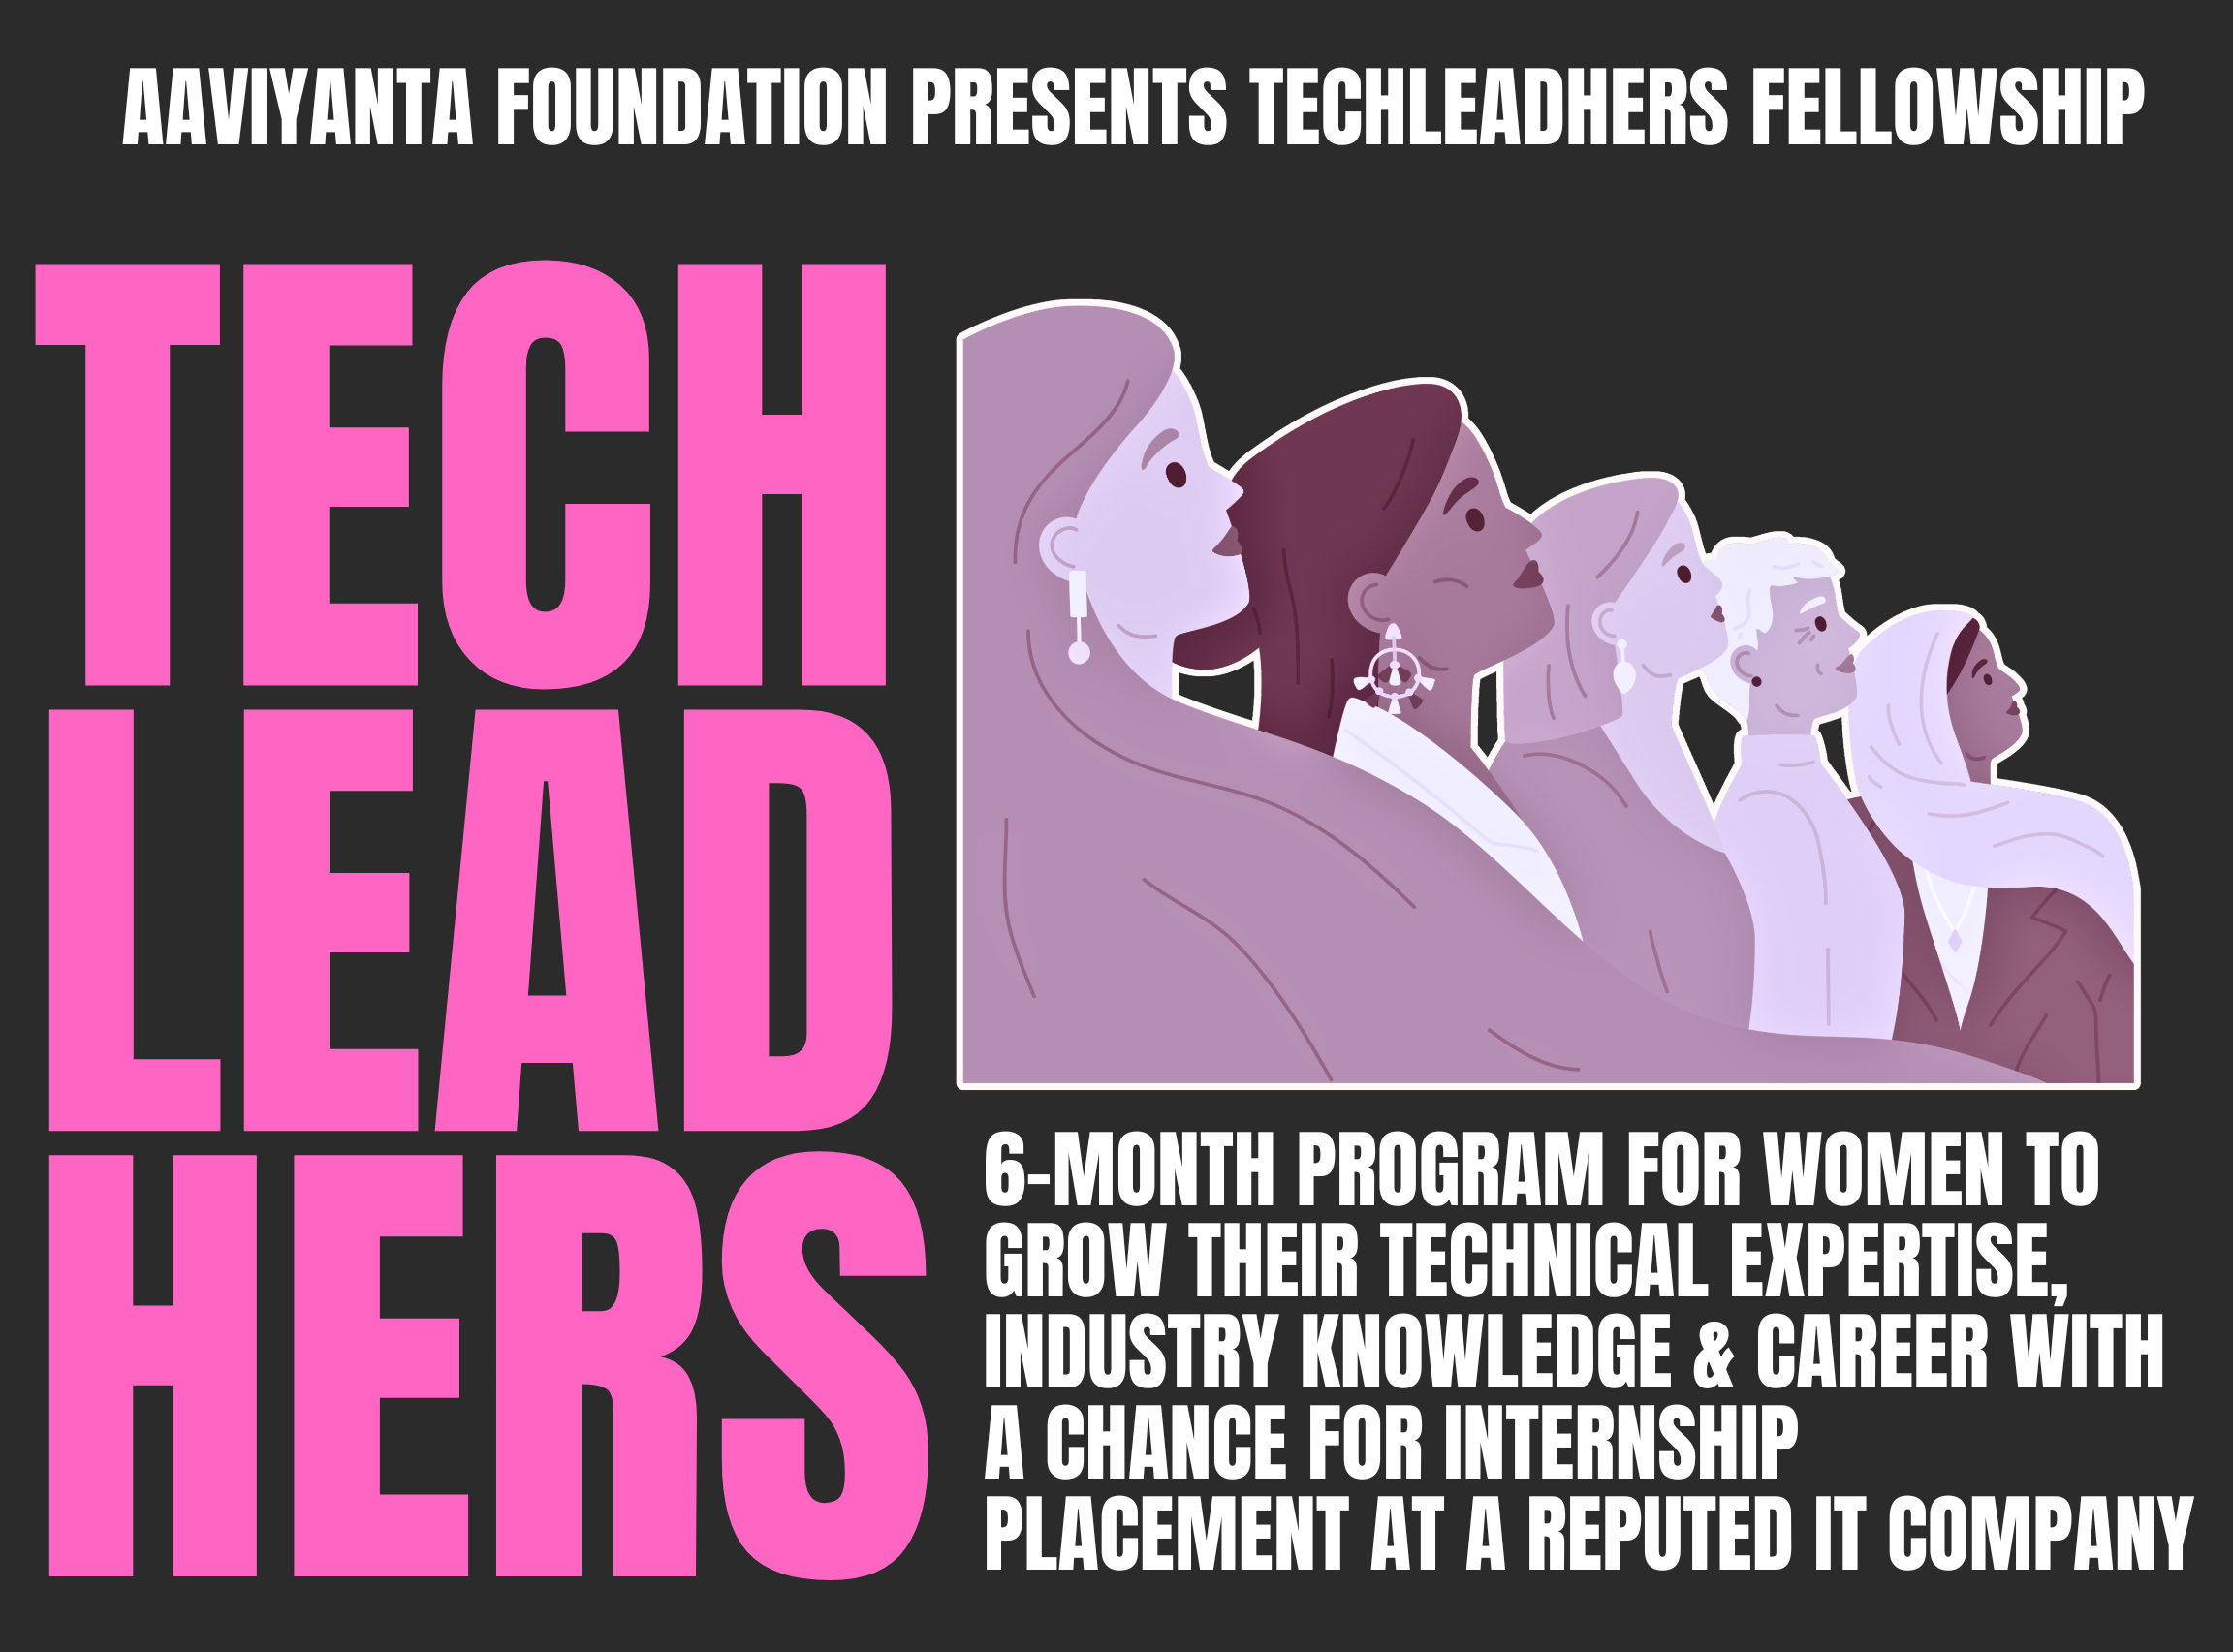 AAVIYANTA FOUNDATION PRESENTS TECHLEADHERS FELLOWSHIP
TECH
LEAD
HERS
6-MONTH PROGRAM FOR WOMEN TO
GROW THEIR TECHNICAL EXPERTISE,
INDUSTRY KNOWLEDGE & CAREER WITH
A CHANCE FOR INTERNSHIP
PLACEMENT AT A REPUTED IT COMPANY